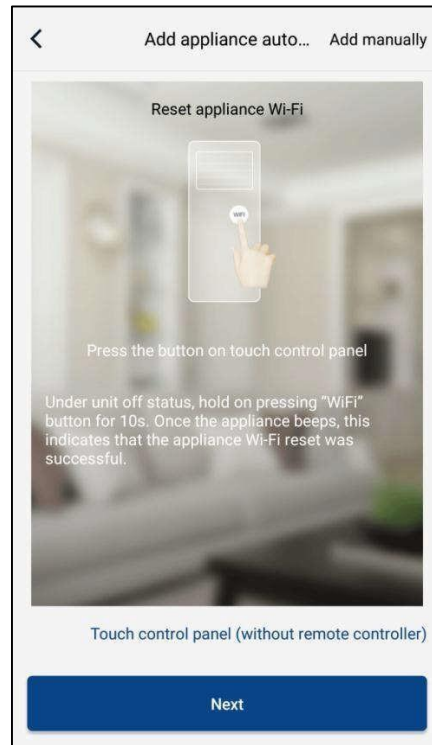 Add appliance auto... Add manually
Reset appliance Wi-Fi
WiFi
Press the button on touch control panel
Under unit off status, hold on pressing "WiFi"
button for 10s. Once the appliance beeps, this
indicates that the appliance Wi-Fi reset was
successful.
Touch control panel (without remote controller)
Next